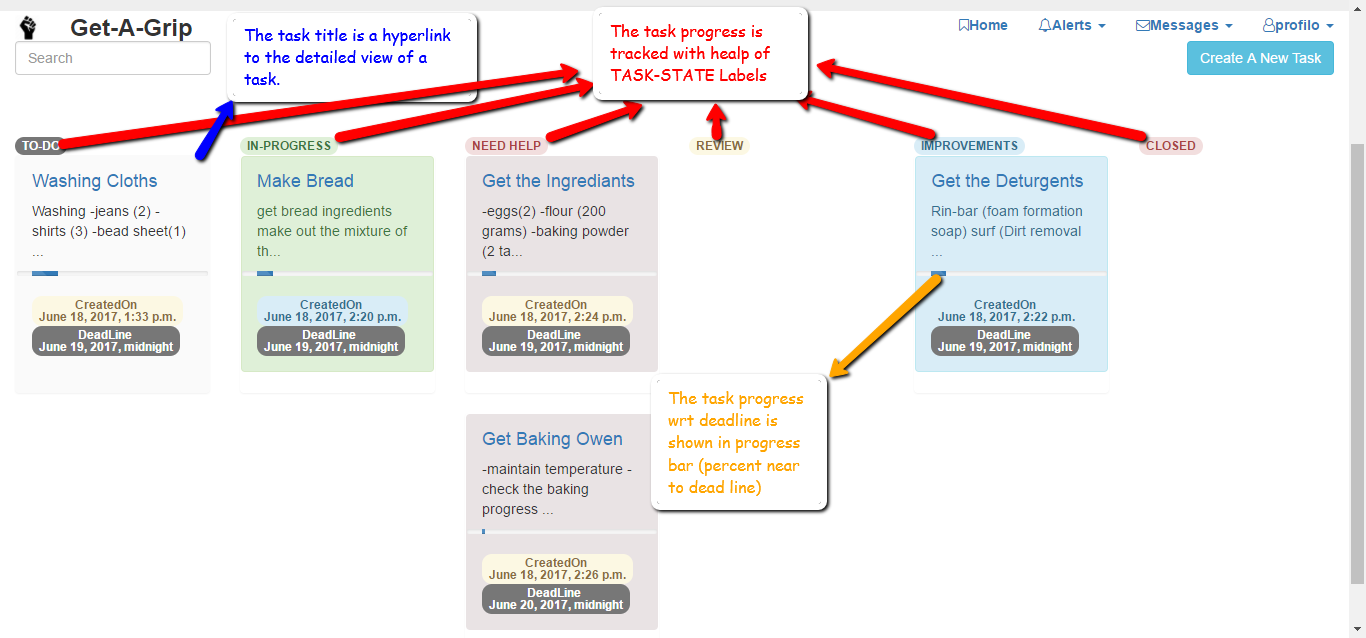 Get-A-Grip
Home
Alerts
Messages
profilo
Search
Create A New Task
The task title is a hyperlink
to the detailed view of a
task.
The task progress is
tracked with healp of
TASK-STATE Labels
TO-DO
IN-PROGRESS
NEED HELP
REVIEW
IMPROVEMENTS
CLOSED
Washing Cloths
Washing -jeans (2) -
shirts (3) -bead sheet(1)
...
CreatedOn
June 18, 2017, 1:33 p.m.
DeadLine
June 19, 2017, midnight
Make Bread
get bread ingredients
make out the mixture of
th...
CreatedOn
June 18, 2017, 2:20 p.m.
DeadLine
June 19, 2017, midnight
Get the Ingrediants
-eggs(2) -flour (200
grams) -baking powder
(2 ta...
CreatedOn
June 18, 2017, 2:24 p.m.
DeadLine
June 19, 2017, midnight
Get Baking Owen
-maintain temperature -
check the baking
progress ...
CreatedOn
June 18, 2017, 2:26 p.m.
DeadLine
June 20, 2017, midnight
Get the Deturgents
Rin-bar (foam formation
soap) surf (Dirt removal
...
CreatedOn
June 18, 2017, 2:22 p.m.
DeadLine
June 19, 2017, midnight
The task progress
wrt deadline is
shown in progress
bar (percent near
to dead line)